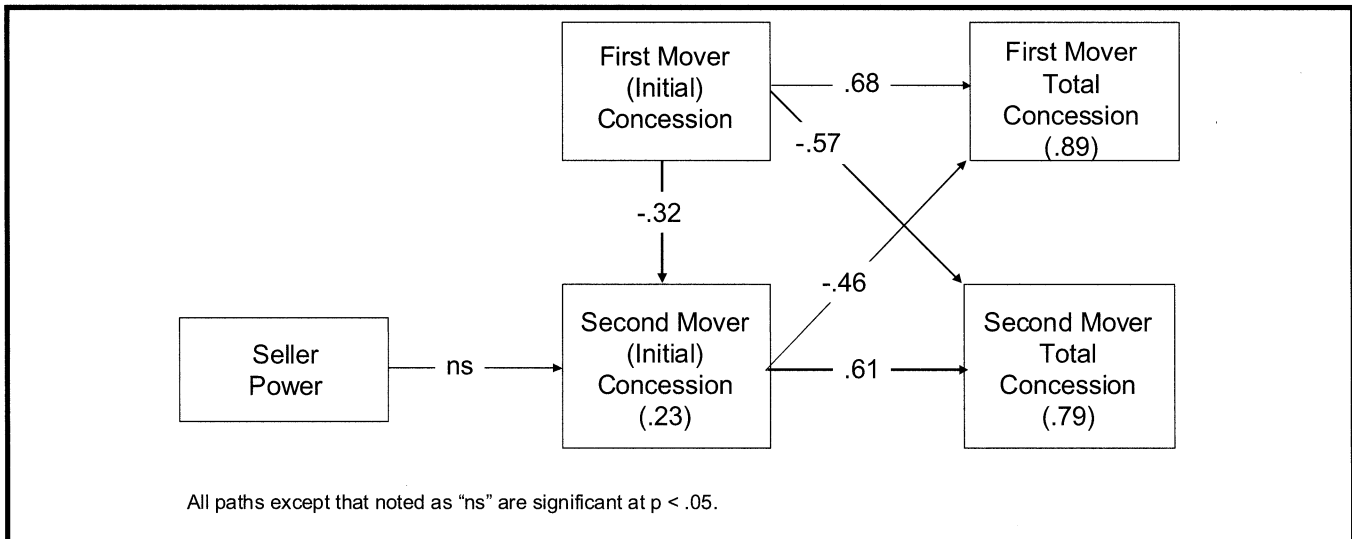 First Mover
(Initial)
Concession
.68
First Mover
Total
Concession
(.89)
-.57
-.32
-.46
Seller
Power
ns
Second Mover
(Initial)
Concession
(.23)
.61
Second Mover
Total
Concession
(.79)
All paths except that noted as “ns” are significant at p < .05.